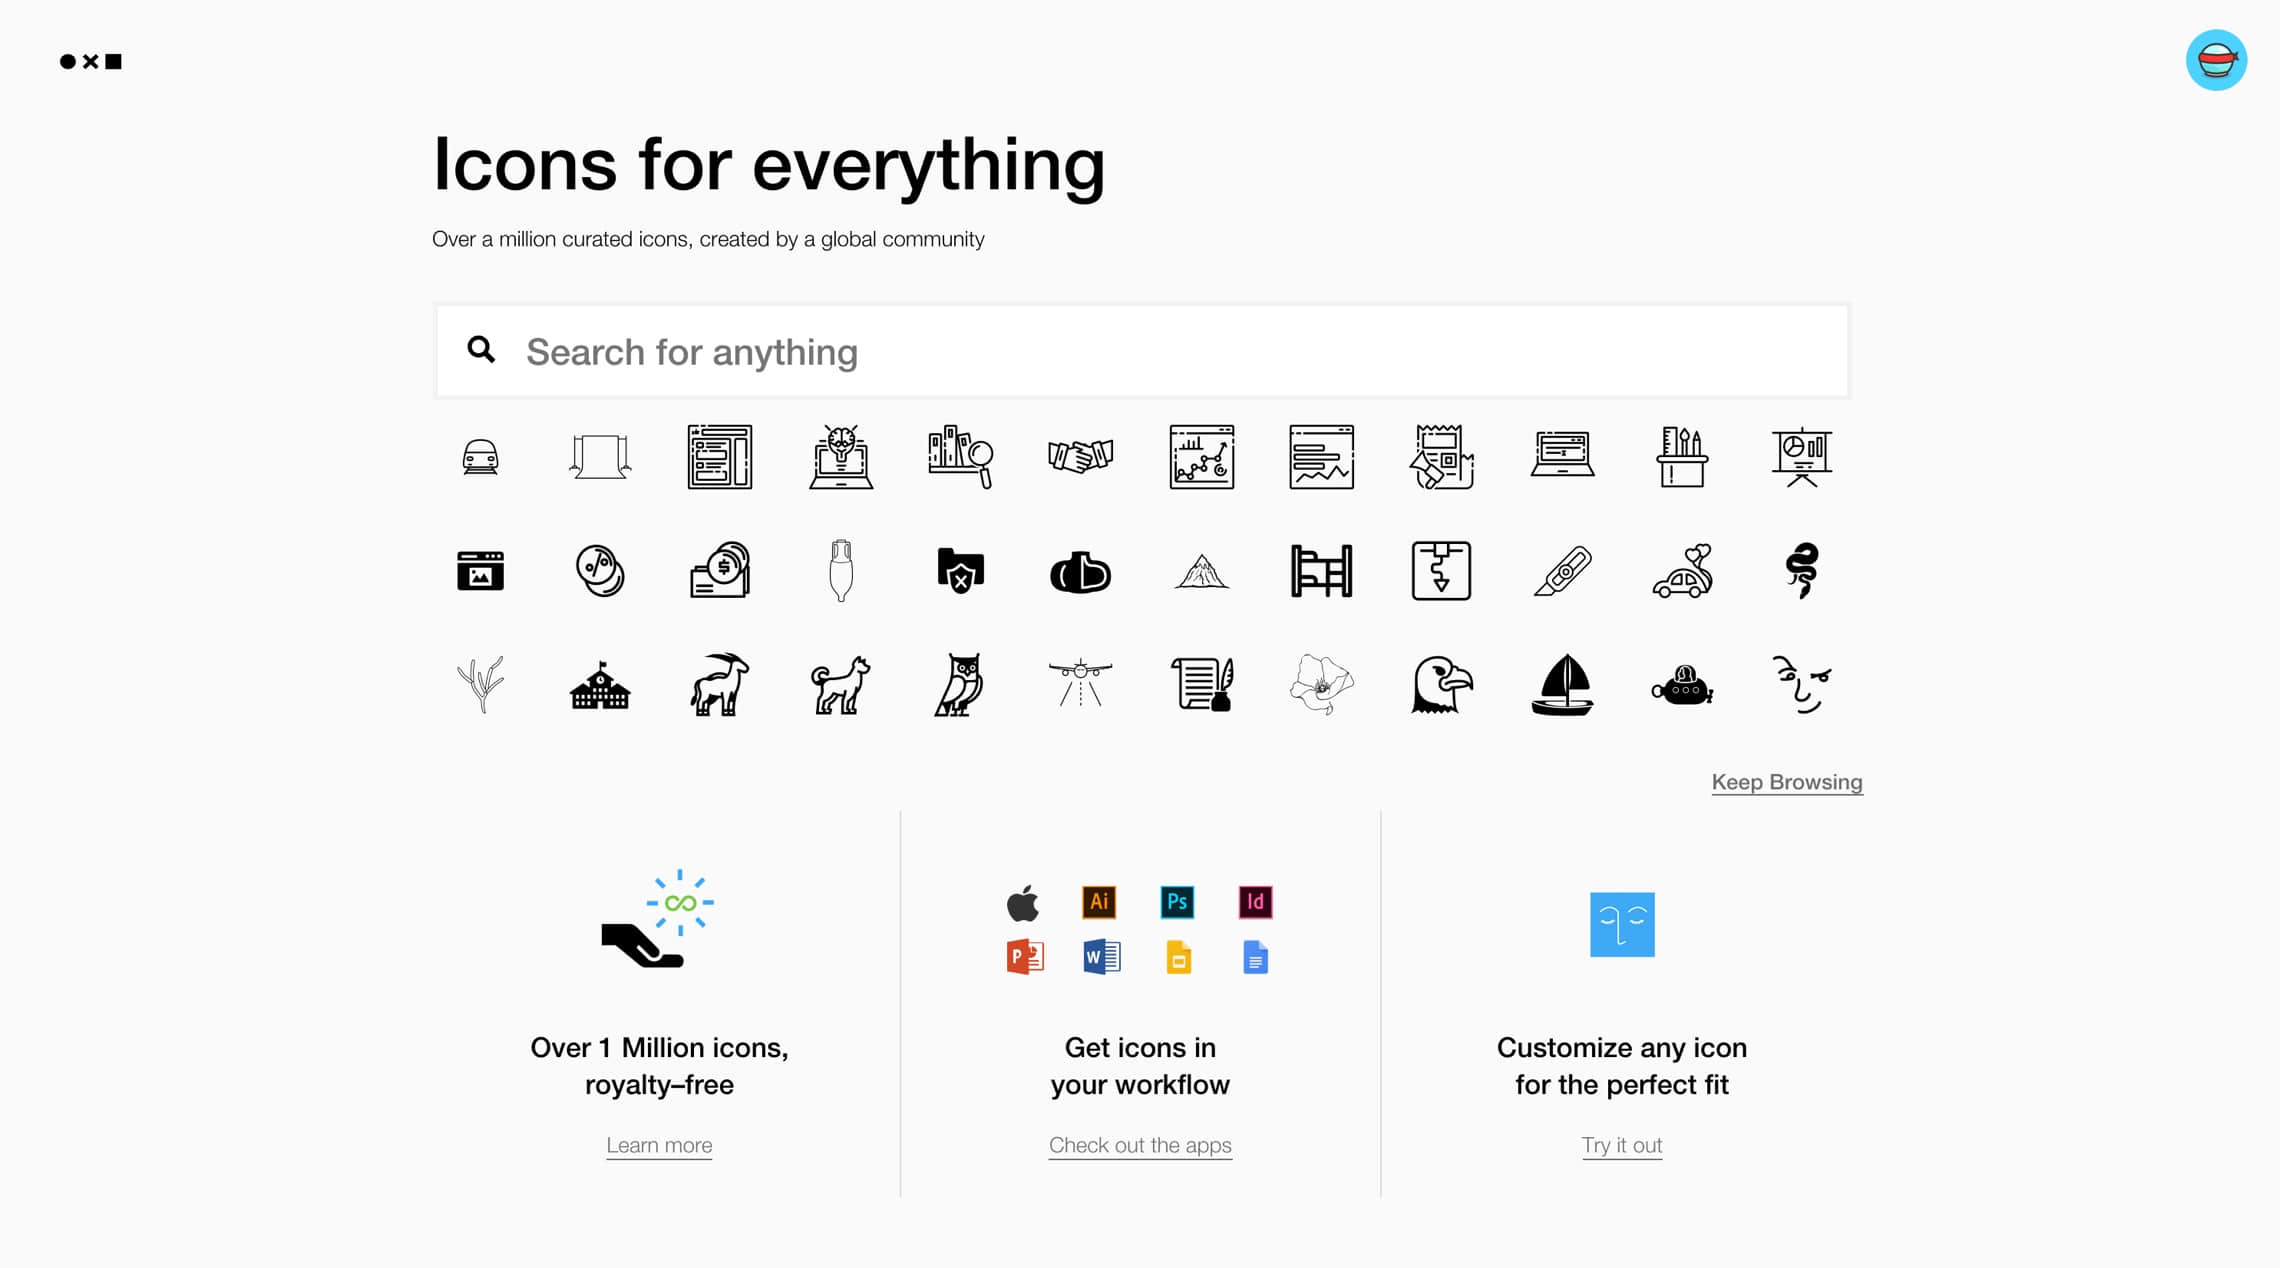 Icons for everything
Over a million curated icons, created by a global community
Search for anything
Keep Browsing
Ai
Ps
Id
P
W
Over 1 Million icons,
royalty–free
Learn more
Get icons in
your workflow
Check out the apps
Customize any icon
for the perfect fit
Try it out